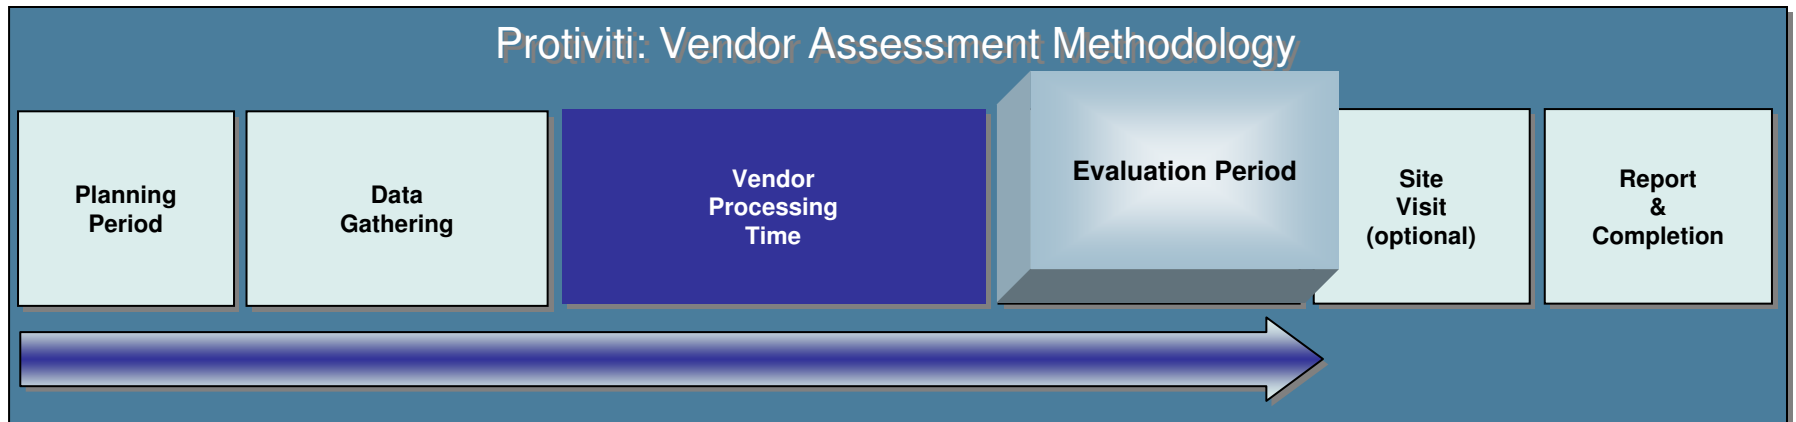 Protiviti: Vendor Assessment Methodology
Planning
Period
Data
Gathering
Vendor
Processing
Time
Evaluation Period
Site
Visit
(optional)
Report
&
Completion